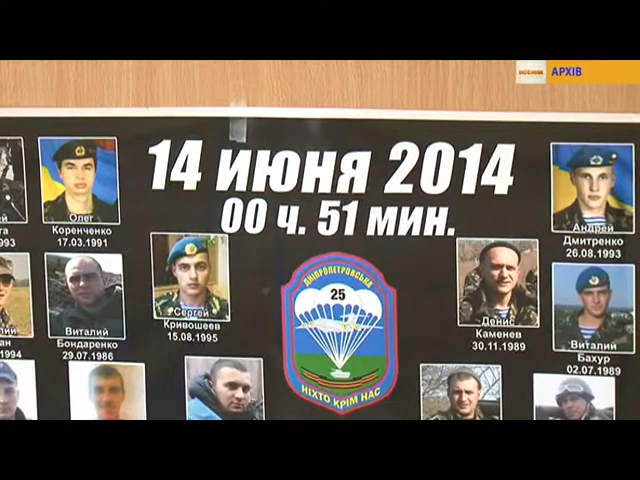 АРХІВ
14 ИЮНЯ 2014
00 Ч. 51 МИН.
Олег
Коренченко
17.03.1991
Андрей
Дмитренко
26.08.1993
Сергей
Кривошеев
15.08.1995
Виталий
Бондаренко
29.07.1986
Денис
Каменев
30.11.1989
Виталий
Бахур
02.07.1989
ДНІПРОПЕТРОВСЬКА
25
НІХТО КРІМ НАС